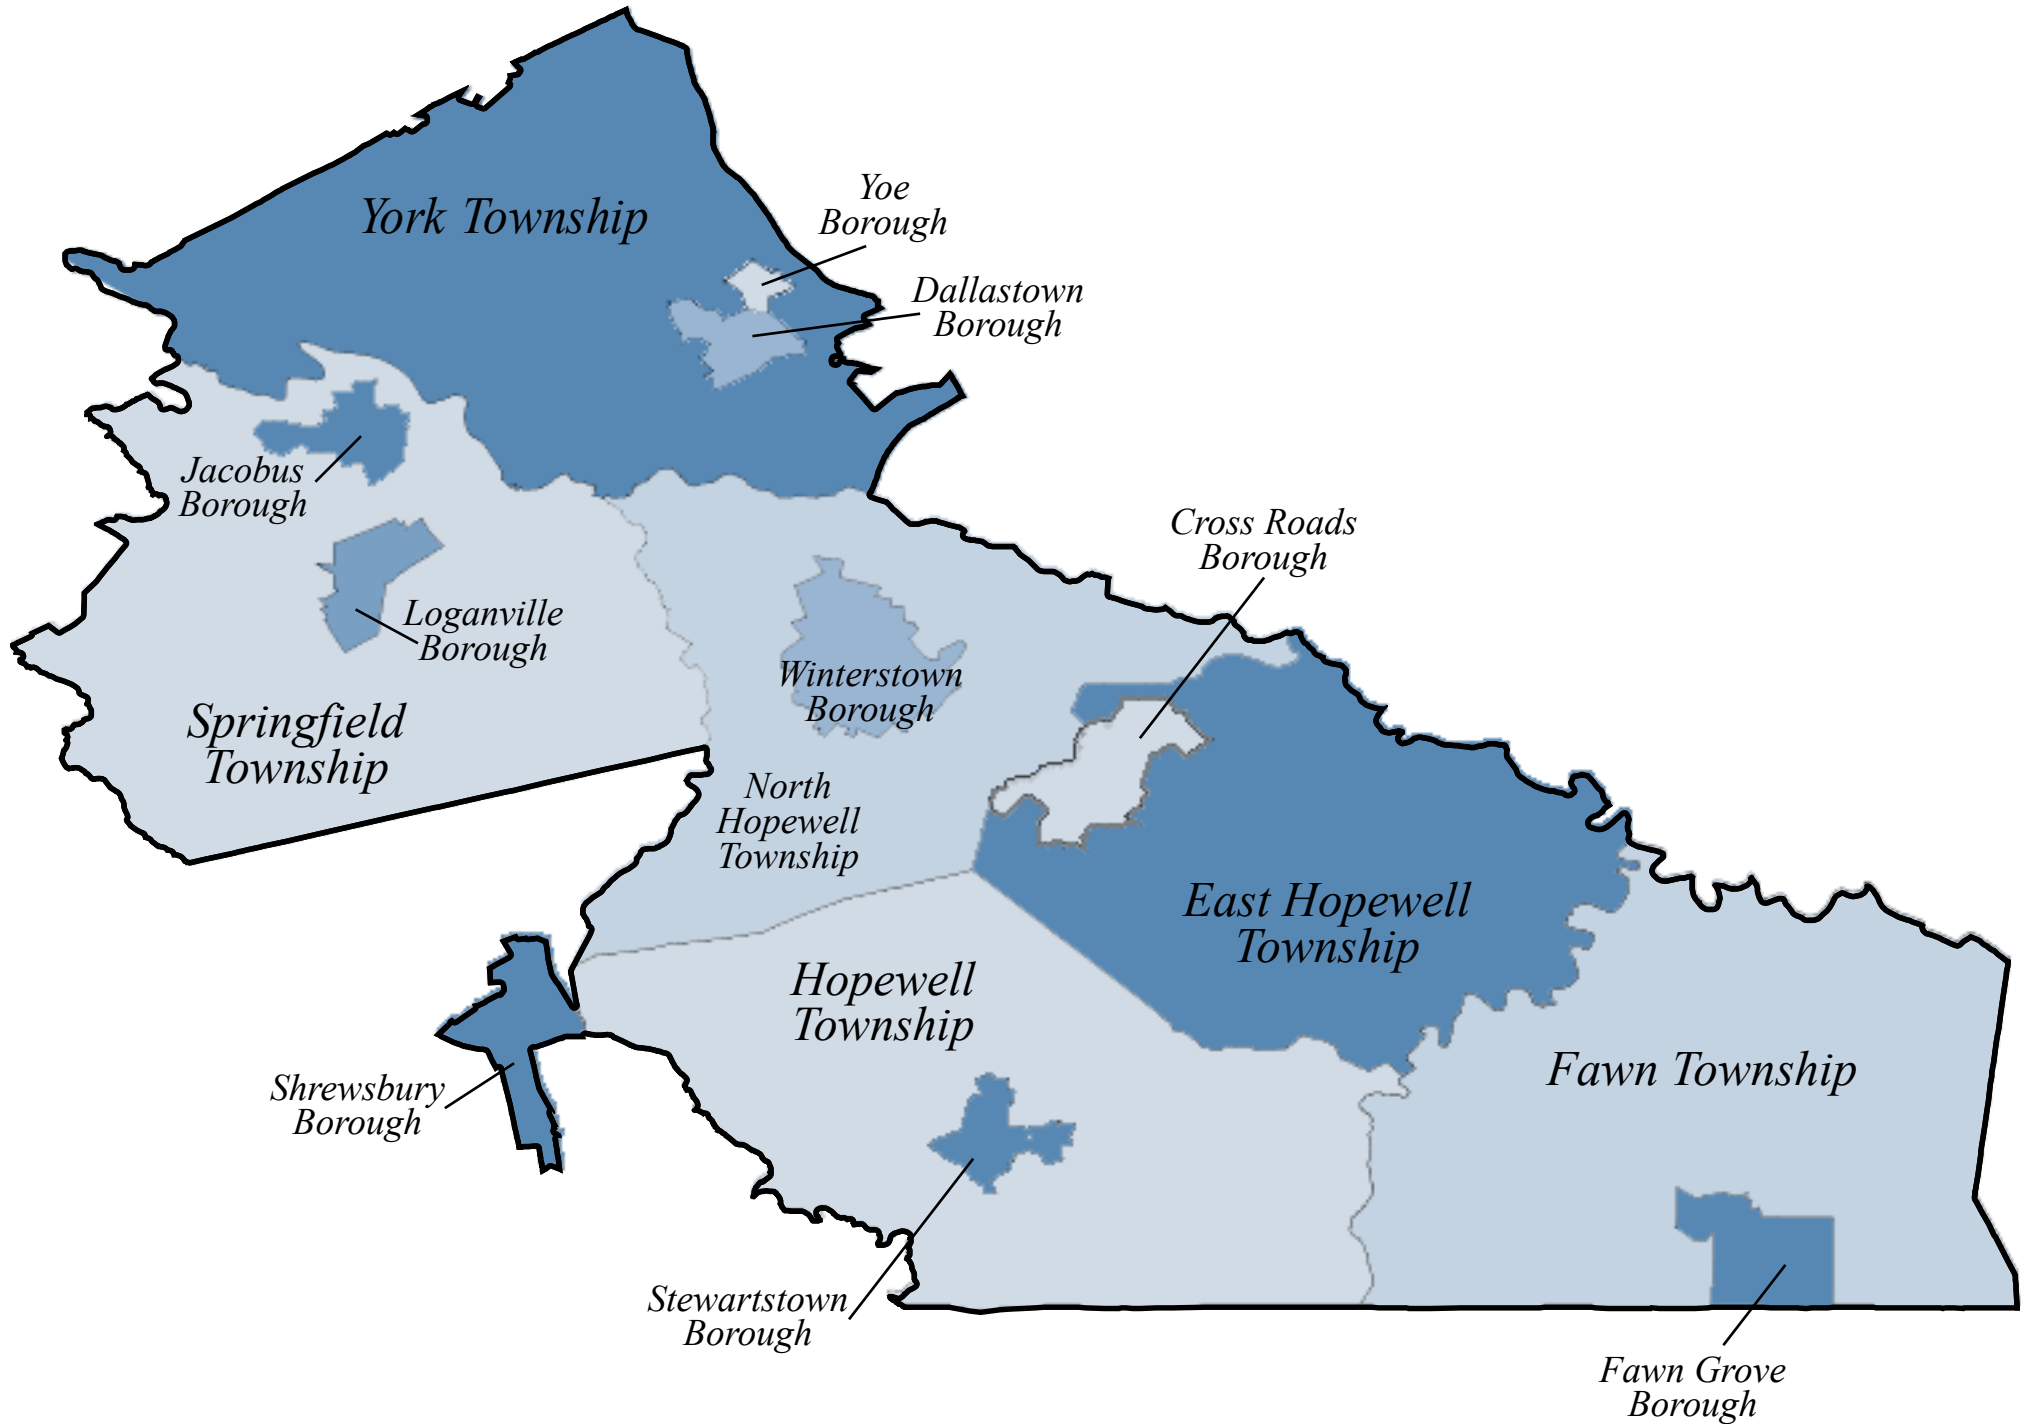 York Township
Yoe
Borough
Dallastown
Borough
Jacobus
Borough
Cross Roads
Borough
Loganville
Borough
Winterstown
Borough
Springfield
Township
North
Hopewell
Township
East Hopewell
Township
Hopewell
Township
Fawn Township
Shrewsbury
Borough
Stewartstown
Borough
Fawn Grove
Borough